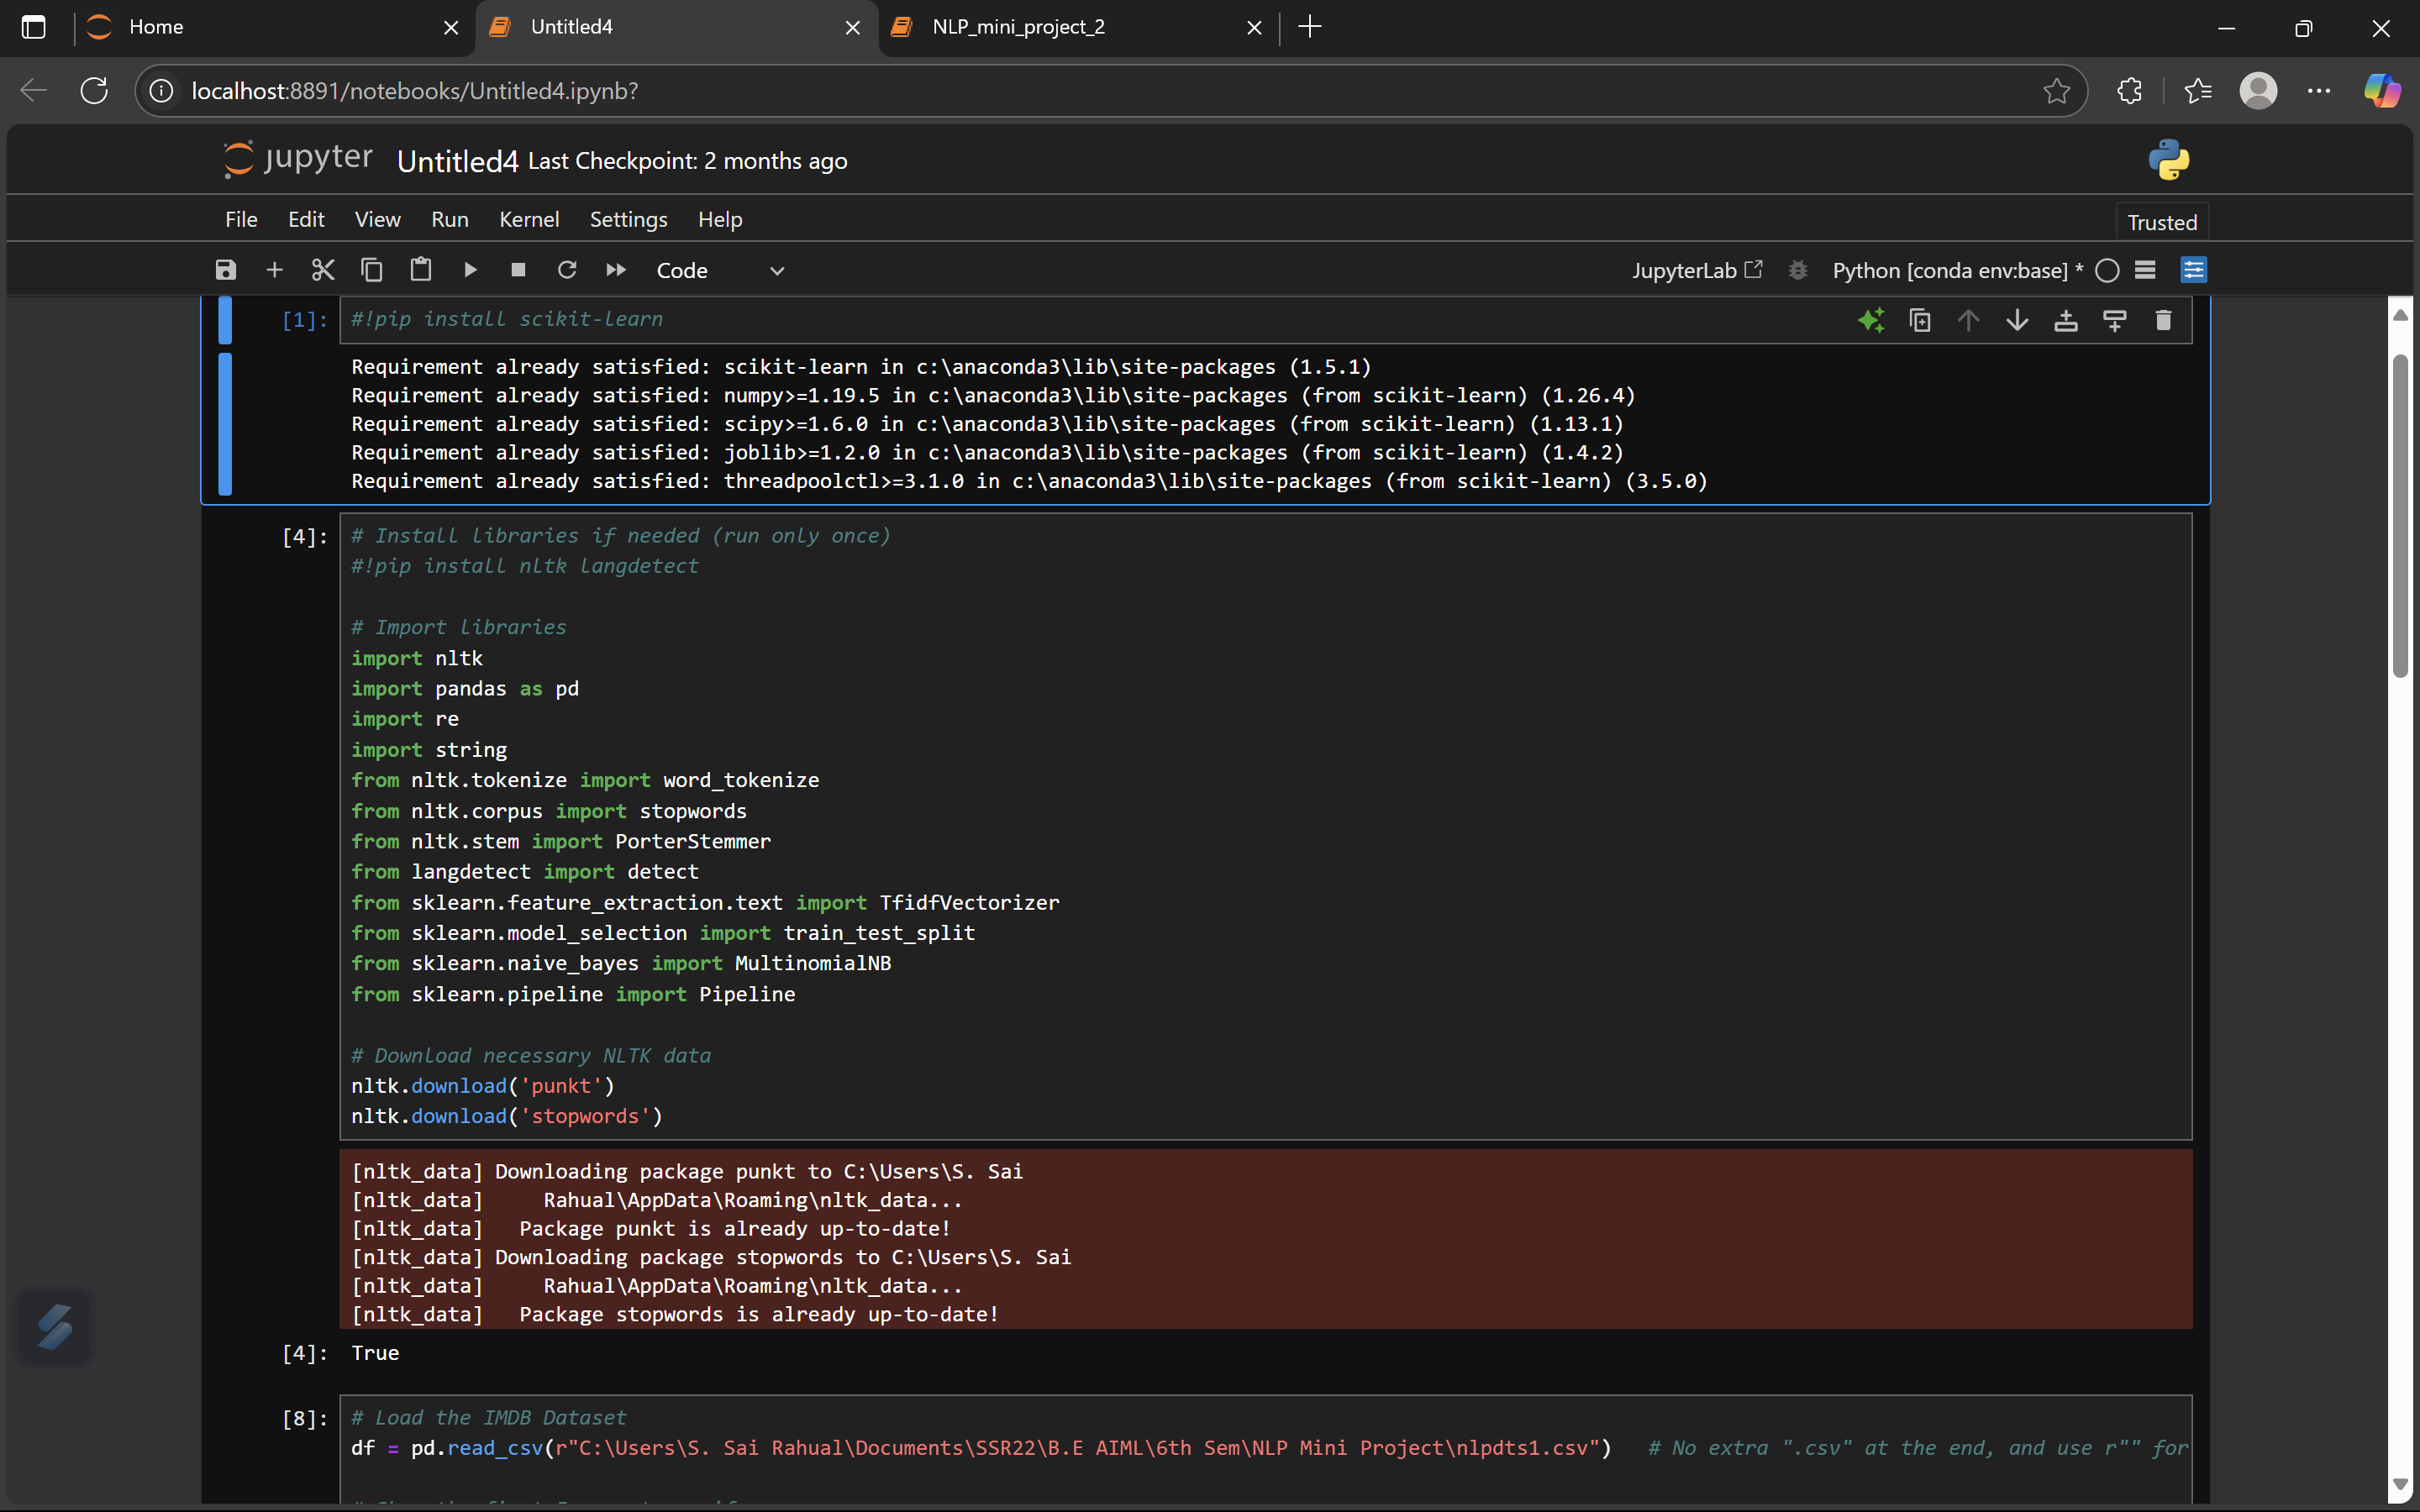 Home
Untitled4
NLP_mini_project_2
localhost:8891/notebooks/Untitled4.ipynb?
jupyter Untitled4 Last Checkpoint: 2 months ago
File Edit View Run Kernel Settings Help
Trusted
Code
JupyterLab
Python [conda env:base] *
[1]: #!pip install scikit-learn
Requirement already satisfied: scikit-learn in c:\anaconda3\lib\site-packages (1.5.1)
Requirement already satisfied: numpy>=1.19.5 in c:\anaconda3\lib\site-packages (from scikit-learn) (1.26.4)
Requirement already satisfied: scipy>=1.6.0 in c:\anaconda3\lib\site-packages (from scikit-learn) (1.13.1)
Requirement already satisfied: joblib>=1.2.0 in c:\anaconda3\lib\site-packages (from scikit-learn) (1.4.2)
Requirement already satisfied: threadpoolctl>=3.1.0 in c:\anaconda3\lib\site-packages (from scikit-learn) (3.5.0)
[4]: # Install libraries if needed (run only once)
#!pip install nltk langdetect
# Import libraries
import nltk
import pandas as pd
import re
import string
from nltk.tokenize import word_tokenize
from nltk.corpus import stopwords
from nltk.stem import PorterStemmer
from langdetect import detect
from sklearn.feature_extraction.text import TfidfVectorizer
from sklearn.model_selection import train_test_split
from sklearn.naive_bayes import MultinomialNB
from sklearn.pipeline import Pipeline
# Download necessary NLTK data
nltk.download('punkt')
nltk.download('stopwords')
[nltk_data] Downloading package punkt to C:\Users\S. Sai
[nltk_data]     Rahual\AppData\Roaming\nltk_data...
[nltk_data]   Package punkt is already up-to-date!
[nltk_data] Downloading package stopwords to C:\Users\S. Sai
[nltk_data]     Rahual\AppData\Roaming\nltk_data...
[nltk_data]   Package stopwords is already up-to-date!
[4]: True
[8]: # Load the IMDB Dataset
df = pd.read_csv(r"C:\Users\S. Sai Rahual\Documents\SSR22\B.E AIML\6th Sem\NLP Mini Project\nlpdts1.csv")   # No extra ".csv" at the end, and use r"" for